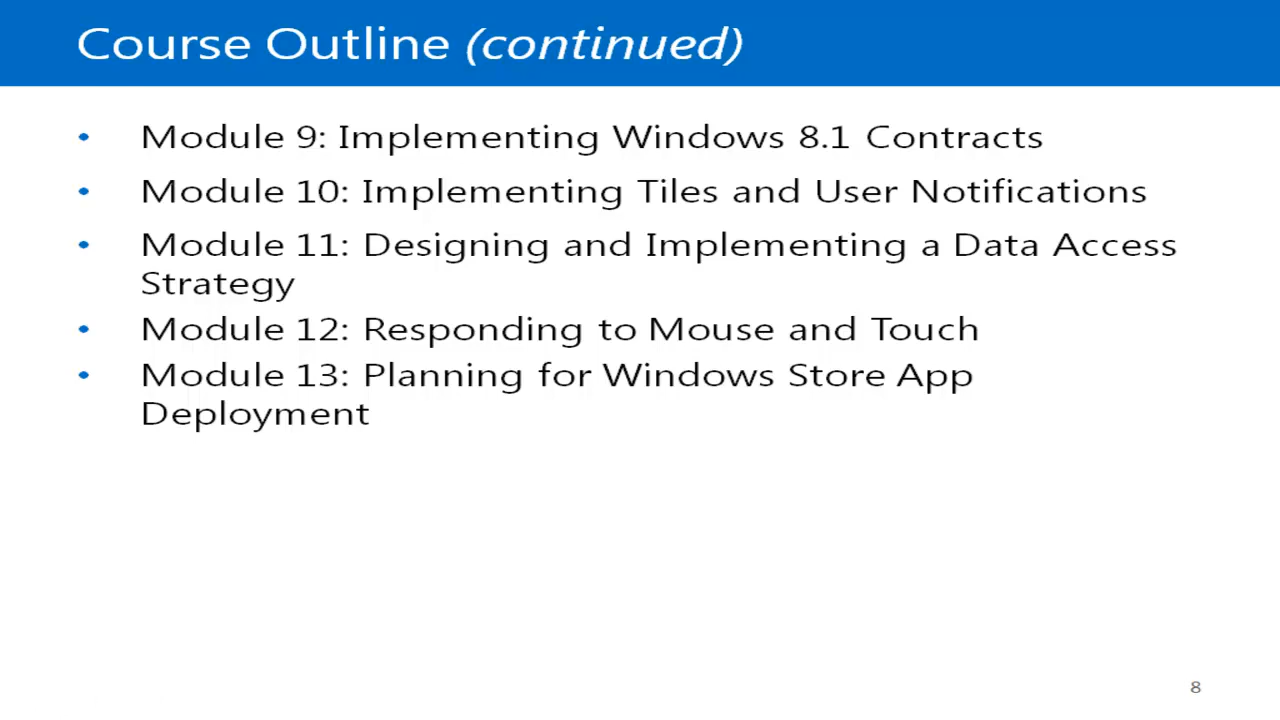 Course Outline (continued)
• Module 9: Implementing Windows 8.1 Contracts
• Module 10: Implementing Tiles and User Notifications
• Module 11: Designing and Implementing a Data Access
Strategy
• Module 12: Responding to Mouse and Touch
• Module 13: Planning for Windows Store App
Deployment
8